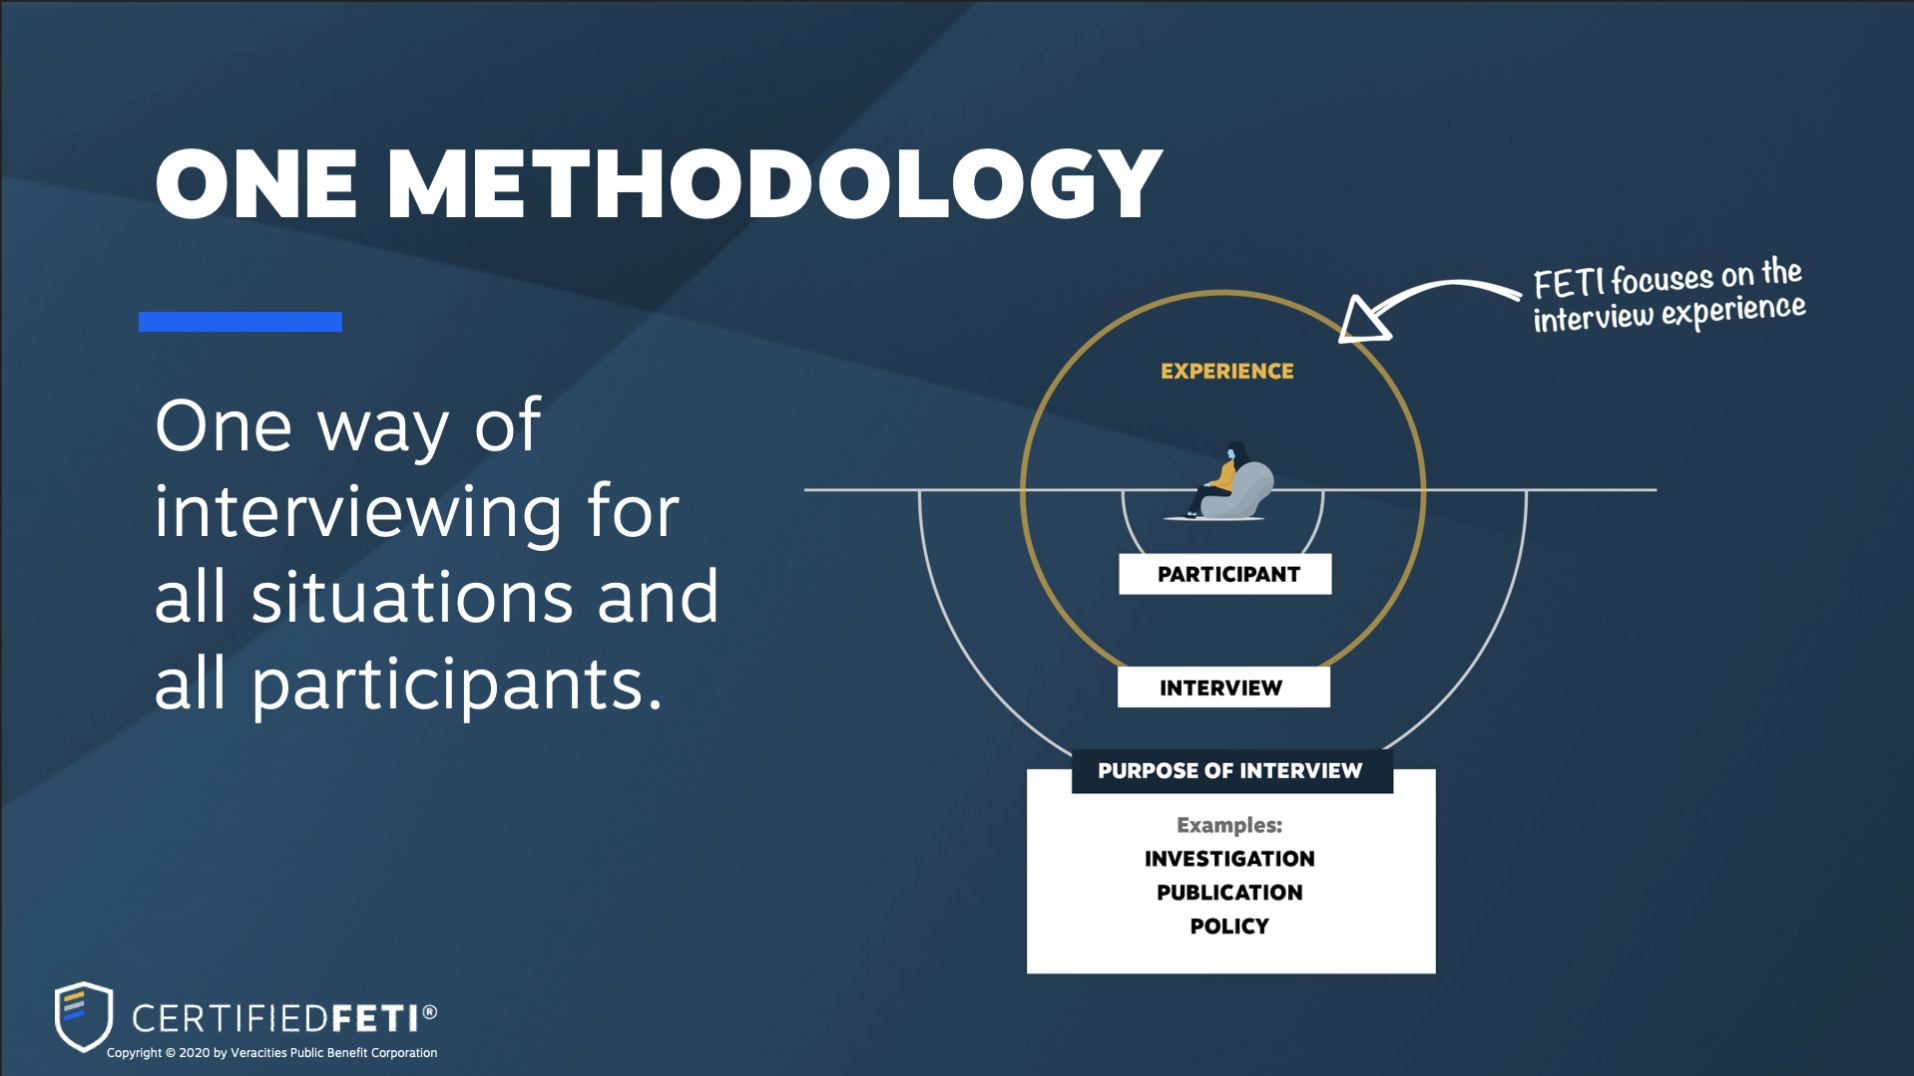 ONE METHODOLOGY
One way of
interviewing for
all situations and
all participants.
FETI focuses on the
interview experience
EXPERIENCE
PARTICIPANT
INTERVIEW
PURPOSE OF INTERVIEW
Examples:
INVESTIGATION
PUBLICATION
POLICY
CERTIFIEDFETI®
Copyright © 2020 by Veracities Public Benefit Corporation